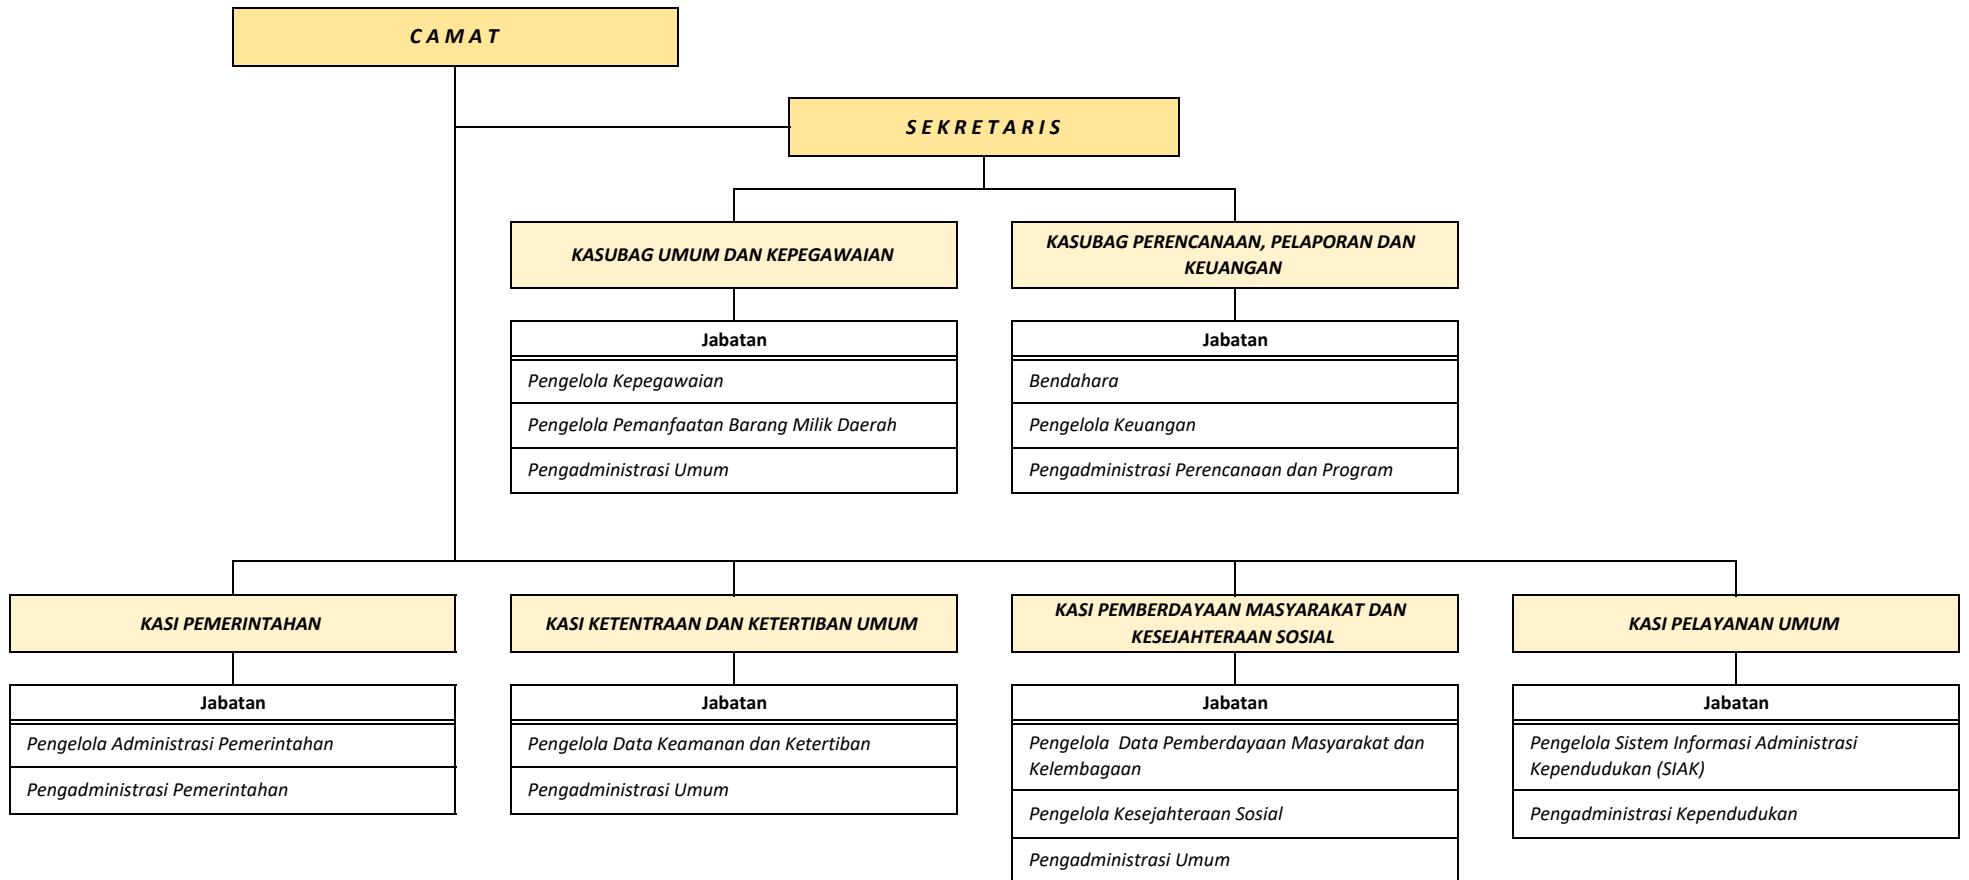 CAMAT
SEKRETARIS
KASUBAG UMUM DAN KEPEGAWAIAN
KASUBAG PERENCANAAN, PELAPORAN DAN
KEUANGAN
Jabatan
Pengelola Kepegawaian
Pengelola Pemanfaatan Barang Milik Daerah
Pengadministrasi Umum
Jabatan
Bendahara
Pengelola Keuangan
Pengadministrasi Perencanaan dan Program
KASI PEMERINTAHAN
Jabatan
Pengelola Administrasi Pemerintahan
Pengadministrasi Pemerintahan
KASI KETENTRAAN DAN KETERTIBAN UMUM
Jabatan
Pengelola Data Keamanan dan Ketertiban
Pengadministrasi Umum
KASI PEMBERDAYAAN MASYARAKAT DAN
KESEJAHTERAAN SOSIAL
Jabatan
Pengelola Data Pemberdayaan Masyarakat dan
Kelembagaan
Pengelola Kesejahteraan Sosial
Pengadministrasi Umum
KASI PELAYANAN UMUM
Jabatan
Pengelola Sistem Informasi Administrasi
Kependudukan (SIAK)
Pengadministrasi Kependudukan